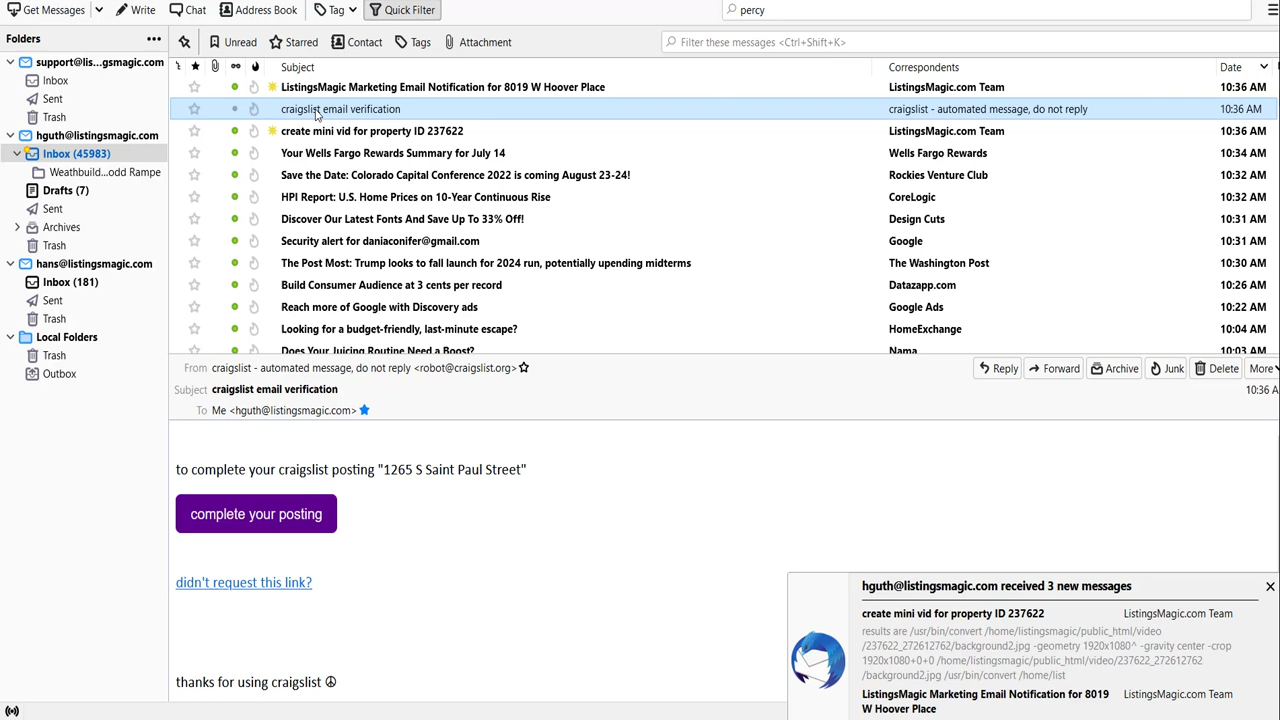 Get Messages Write Chat Address Book Tag Quick Filter percy
Folders
Unread Starred Contact Tags Attachment Filter these messages <Ctrl+Shift+K>
support@lis...gsmagic.com
Inbox
Sent
Trash
hguth@listingsmagic.com
Inbox (45983)
Weathbuild...odd Rampe
Drafts (7)
Sent
Archives
Trash
hans@listingsmagic.com
Inbox (181)
Sent
Trash
Local Folders
Trash
Outbox
Subject Correspondents Date
ListingsMagic Marketing Email Notification for 8019 W Hoover Place ListingsMagic.com Team 10:36 AM
craigslist email verification craigslist - automated message, do not reply 10:36 AM
create mini vid for property ID 237622 ListingsMagic.com Team 10:36 AM
Your Wells Fargo Rewards Summary for July 14 Wells Fargo Rewards 10:34 AM
Save the Date: Colorado Capital Conference 2022 is coming August 23-24! Rockies Venture Club 10:32 AM
HPI Report: U.S. Home Prices on 10-Year Continuous Rise CoreLogic 10:32 AM
Discover Our Latest Fonts And Save Up To 33% Off! Design Cuts 10:31 AM
Security alert for daniaconifer@gmail.com Google 10:31 AM
The Post Most: Trump looks to fall launch for 2024 run, potentially upending midterms The Washington Post 10:30 AM
Build Consumer Audience at 3 cents per record Datazapp.com 10:26 AM
Reach more of Google with Discovery ads Google Ads 10:22 AM
Looking for a budget-friendly, last-minute escape? HomeExchange 10:04 AM
Does Your Juicing Routine Need a Boost? Nama 10:03 AM
From craigslist - automated message, do not reply <robot@craigslist.org> Reply Forward Archive Junk Delete More
Subject craigslist email verification 10:36 A
To Me <hguth@listingsmagic.com>
to complete your craigslist posting "1265 S Saint Paul Street"
complete your posting
didn't request this link?
thanks for using craigslist ☮
hguth@listingsmagic.com received 3 new messages
create mini vid for property ID 237622 ListingsMagic.com Team
results are /usr/bin/convert /home/listingsmagic/public_html/video
/237622_272612762/background2.jpg -geometry 1920x1080^ -gravity center -crop
1920x1080+0+0 /home/listingsmagic/public_html/video/237622_272612762
/background2.jpg /usr/bin/convert /home/list
ListingsMagic Marketing Email Notification for 8019 ListingsMagic.com Team
W Hoover Place